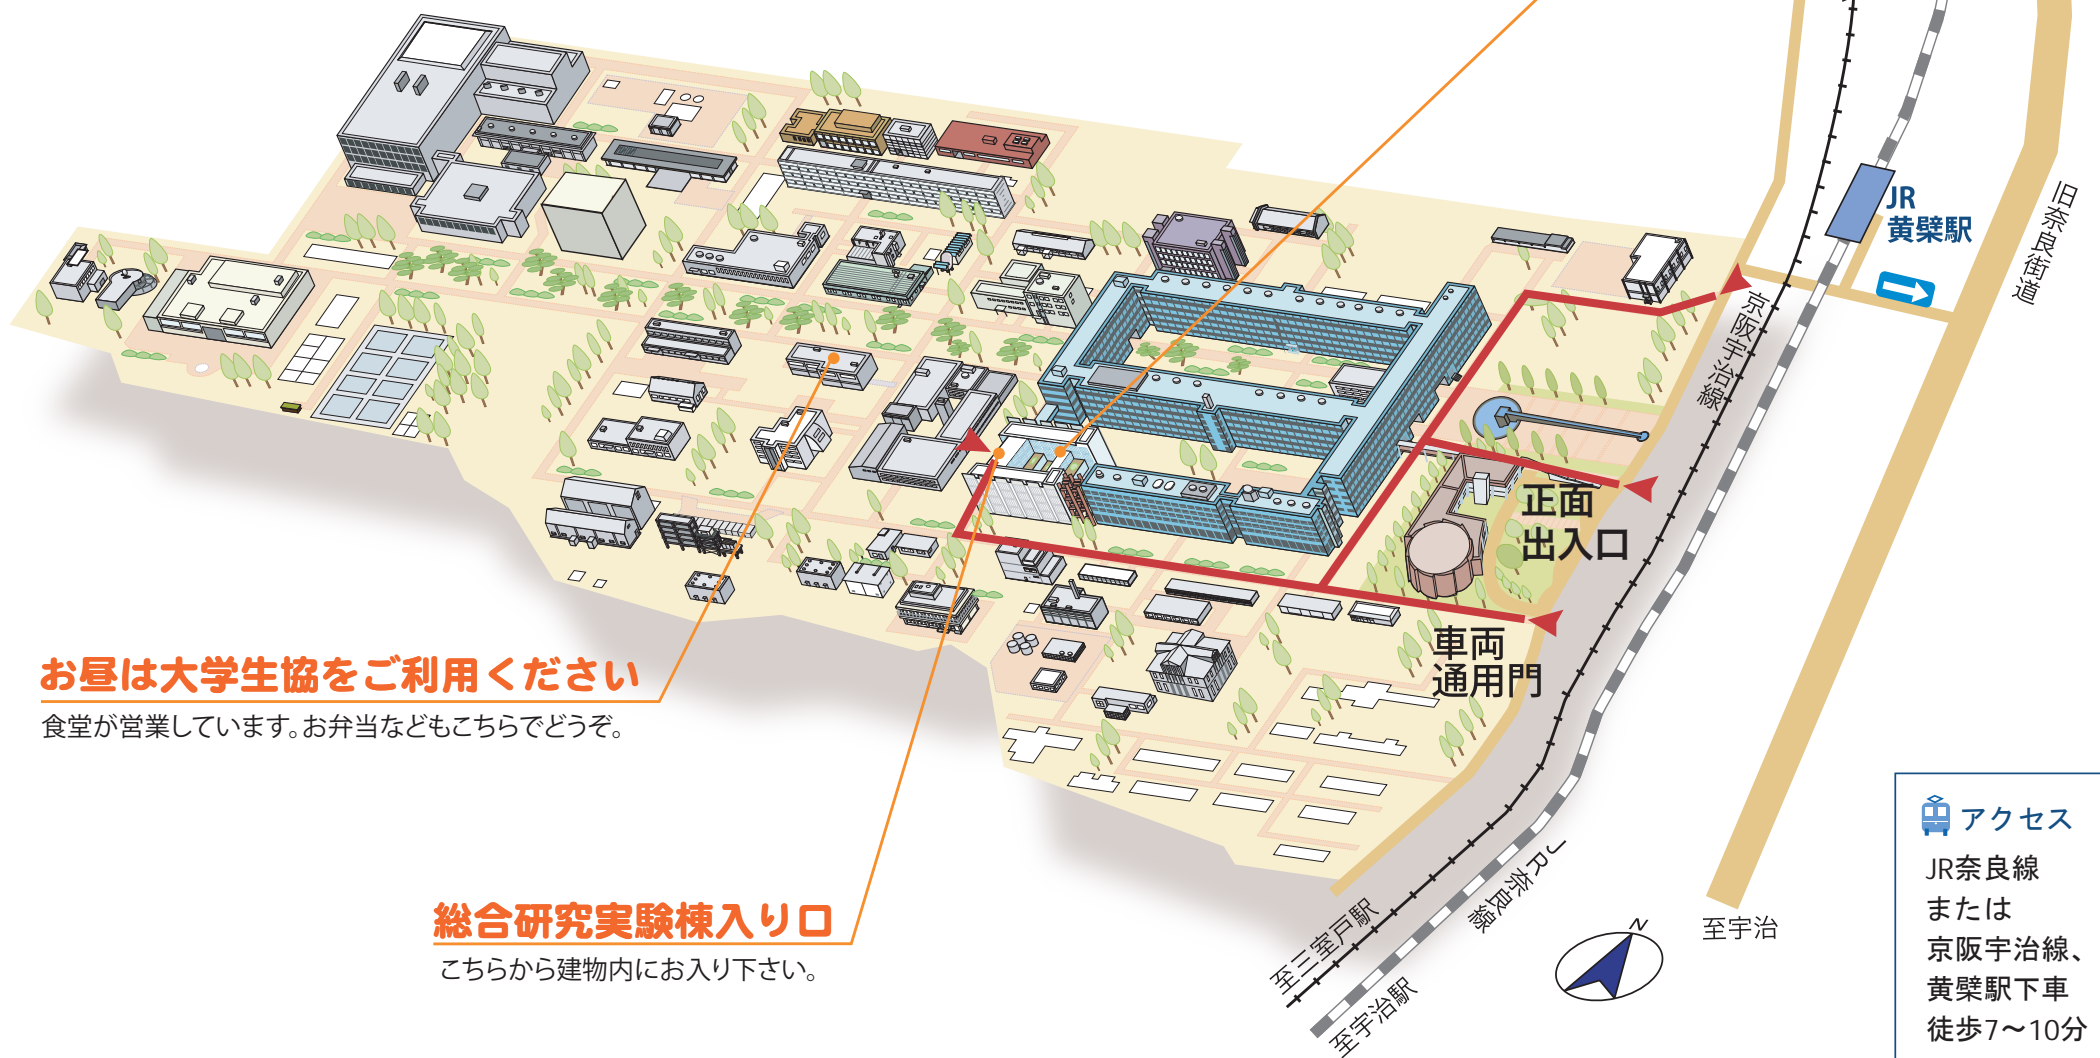 JR
黄檗駅
旧奈良街道
京阪宇治線
正面
出入口
車両
通用門
お昼は大学生協をご利用ください
食堂が営業しています。お弁当などもこちらでどうぞ。
総合研究実験棟入り口
こちらから建物内にお入り下さい。
JR奈良線
至三室戸駅
至宇治駅
N
至宇治
アクセス
JR奈良線
または
京阪宇治線、
黄檗駅下車
徒歩7〜10分